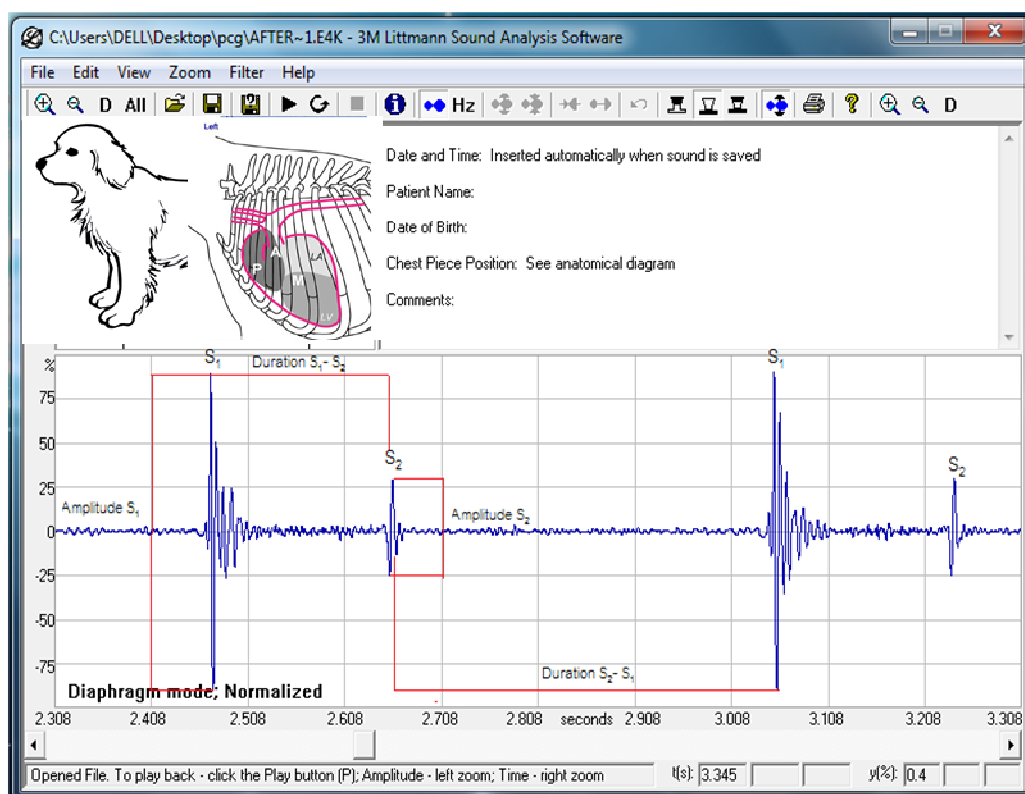 C:\Users\DELL\Desktop\pcg\AFTER~1.E4K - 3M Littmann Sound Analysis Software
File Edit View Zoom Filter Help
D All Hz D
Left
Date and Time: Inserted automatically when sound is saved
Patient Name:
Date of Birth:
Chest Piece Position: See anatomical diagram
Comments:
P A M LA LV
% S₁ Duration S₁- S₂ S₁
75
50
S₂ S₂
25
Amplitude S₁ Amplitude S₂
0
-25
-50
-75
Duration S₂- S₁
Diaphragm mode; Normalized
2.308 2.408 2.508 2.608 2.708 2.808 seconds 2.908 3.008 3.108 3.208 3.308
Opened File. To play back - click the Play button (P); Amplitude - left zoom; Time - right zoom t(s): 3.345 y(%): 0.4